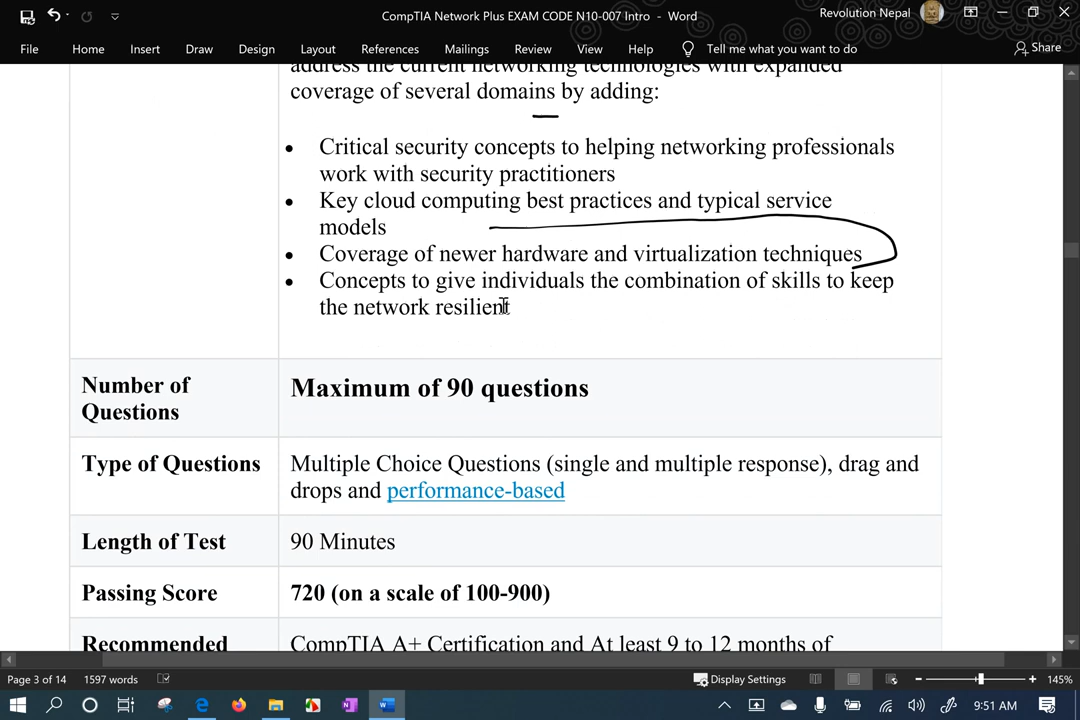 CompTIA Network Plus EXAM CODE N10-007 Intro - Word
Revolution Nepal
File Home Insert Draw Design Layout References Mailings Review View Help Tell me what you want to do Share
address the current networking technologies with expanded
coverage of several domains by adding:
• Critical security concepts to helping networking professionals
work with security practitioners
• Key cloud computing best practices and typical service
models
• Coverage of newer hardware and virtualization techniques
• Concepts to give individuals the combination of skills to keep
the network resilient
Number of
Questions
Maximum of 90 questions
Type of Questions
Multiple Choice Questions (single and multiple response), drag and
drops and performance-based
Length of Test
90 Minutes
Passing Score
720 (on a scale of 100-900)
Recommended
CompTIA A+ Certification and At least 9 to 12 months of
Page 3 of 14 1597 words Display Settings 145%
9:51 AM